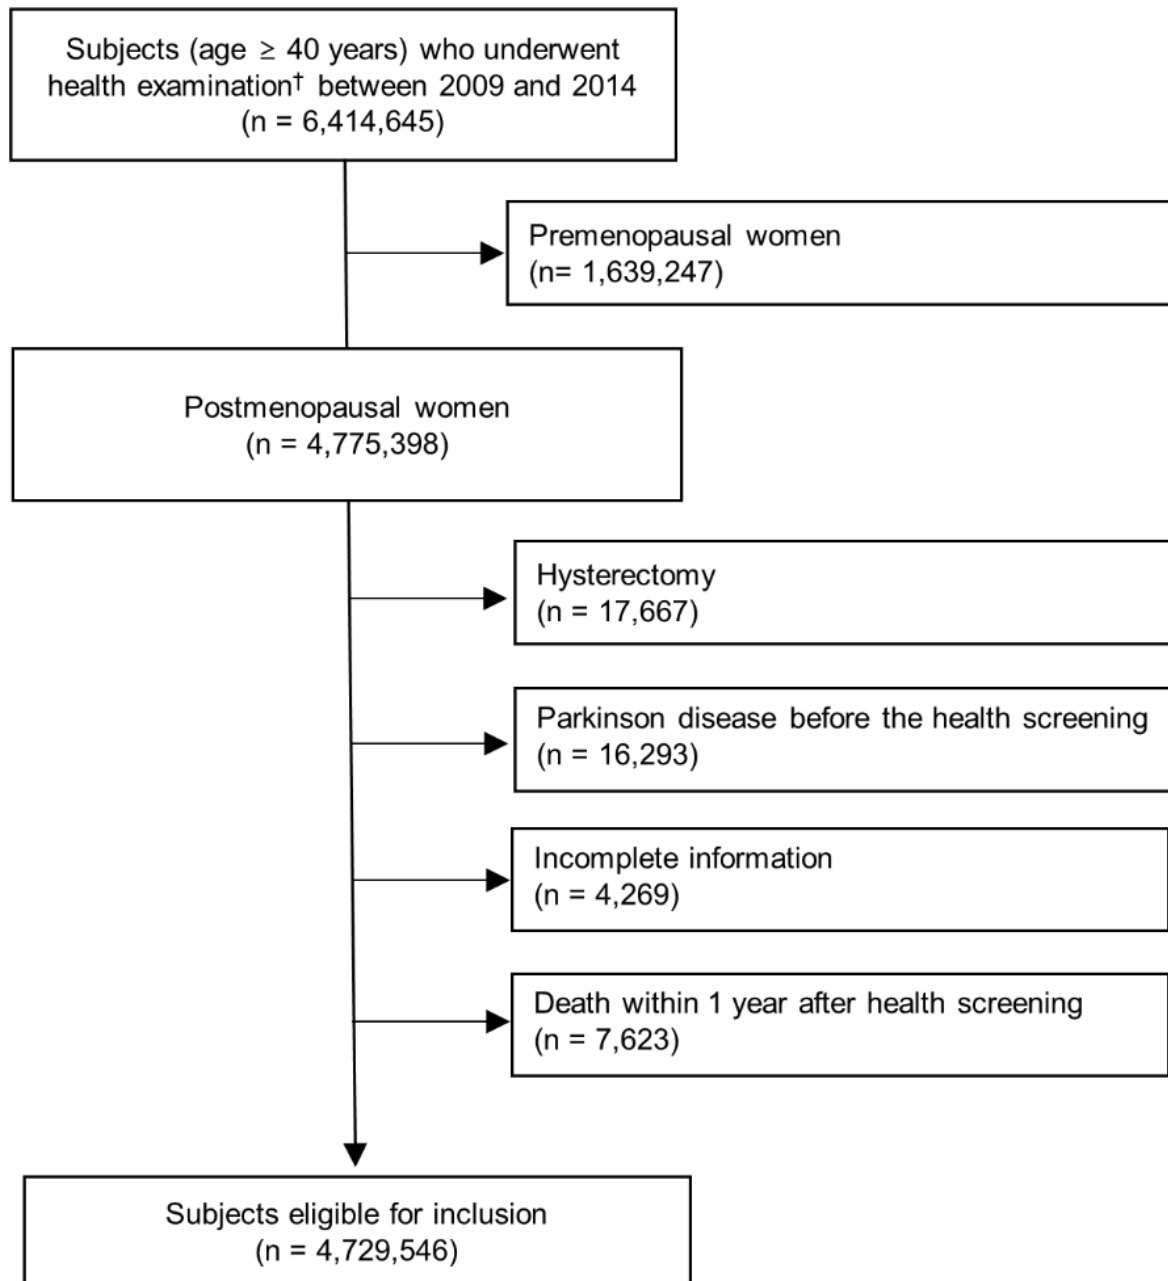 Subjects (age ≥ 40 years) who underwent
health examination† between 2009 and 2014
(n = 6,414,645)
Premenopausal women
(n= 1,639,247)
Postmenopausal women
(n = 4,775,398)
Hysterectomy
(n = 17,667)
Parkinson disease before the health screening
(n = 16,293)
Incomplete information
(n = 4,269)
Death within 1 year after health screening
(n = 7,623)
Subjects eligible for inclusion
(n = 4,729,546)